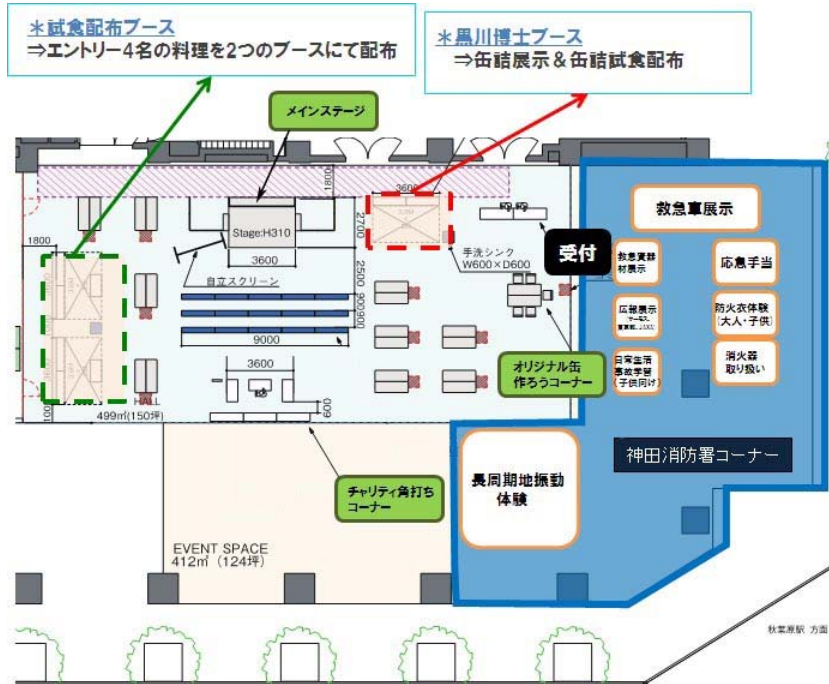 ＊試食配布ブース
⇒エントリー4名の料理を2つのブースにて配布
＊黒川博士ブース
⇒缶詰展示＆缶詰試食配布
メインステージ
1800
3600
2700
Stage:H310
3600
自立スクリーン
1800
2500
900
900
9000
手洗シンク
W600×D600
受付
救急車展示
救急資器
材展示
応急手当
広報展示
防火衣体験
(大人・子供)
日常生活
事故学習
(子供向け)
消火器
取り扱い
オリジナル缶
作ろうコーナー
3600
600
HALL
499㎡(150坪)
チャリティ角打ち
コーナー
長周期地振動
体験
神田消防署コーナー
EVENT SPACE
412㎡ (124坪)
秋葉原駅 方面